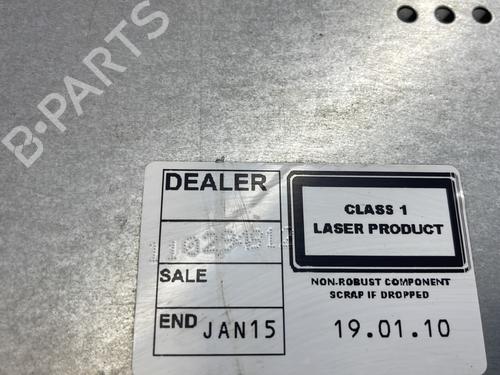 B-PARTS
DEALER
SALE
END JAN15
CLASS 1
LASER PRODUCT
NON-ROBUST COMPONENT
SCRAP IF DROPPED
19.01.10